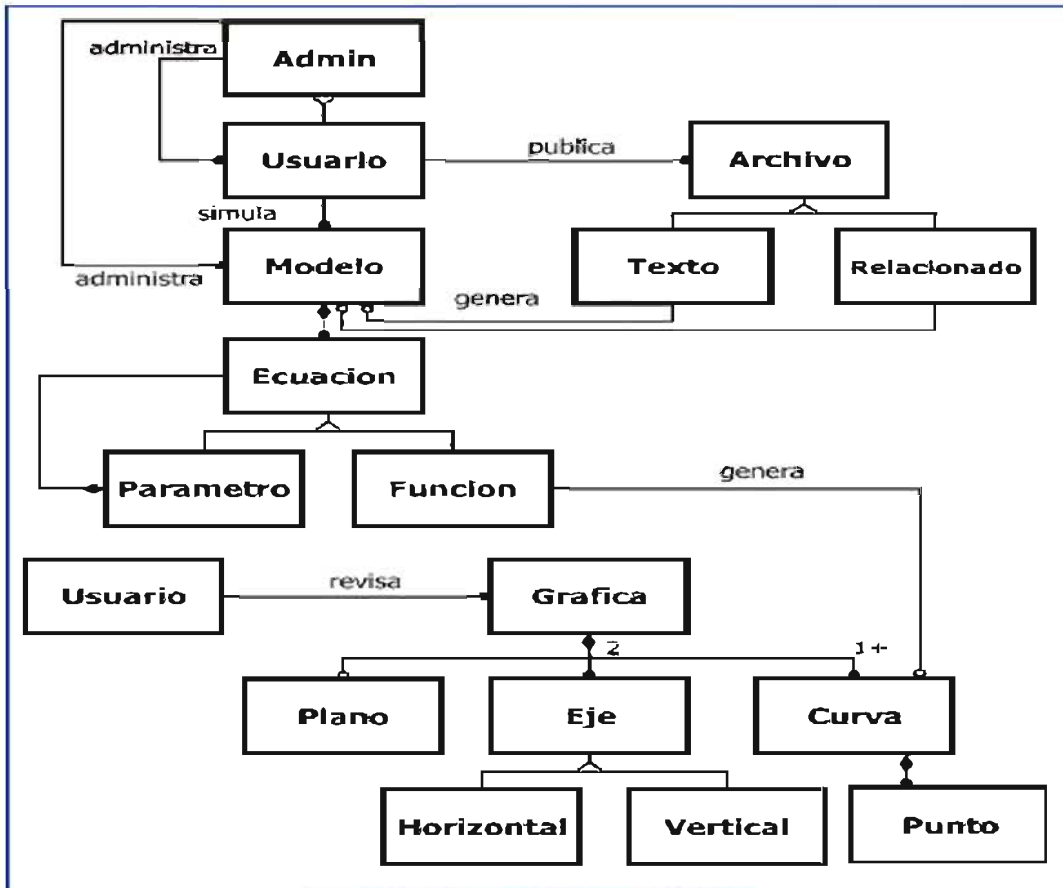 administra
Admin
Usuario
publica
Archivo
simula
Modelo
administra
Texto
Relacionado
genera
Ecuacion
Parametro
Funcion
genera
Usuario
revisa
Grafica
2
1+
Plano
Eje
Curva
Horizontal
Vertical
Punto